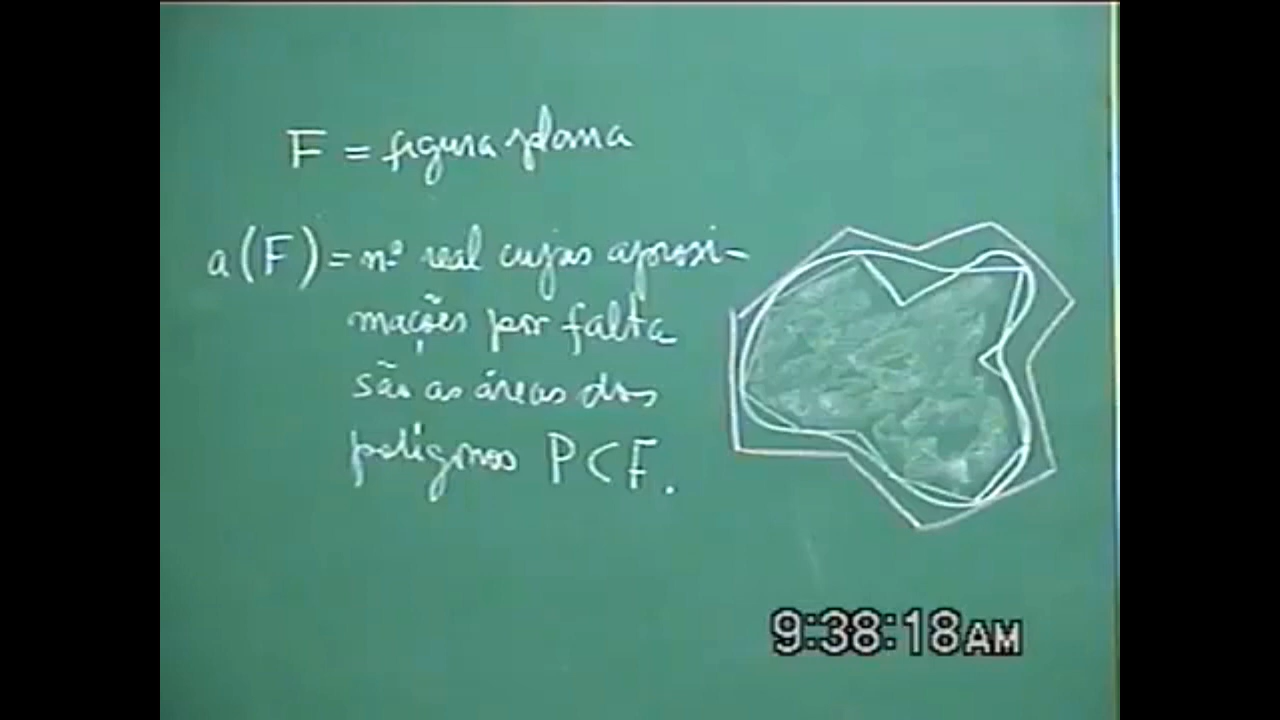 F = figura plana
a(F) = nº real cujas aproxi-
mações por falta
são as áreas dos
polígonos P ⊂ F.
9:38:18AM